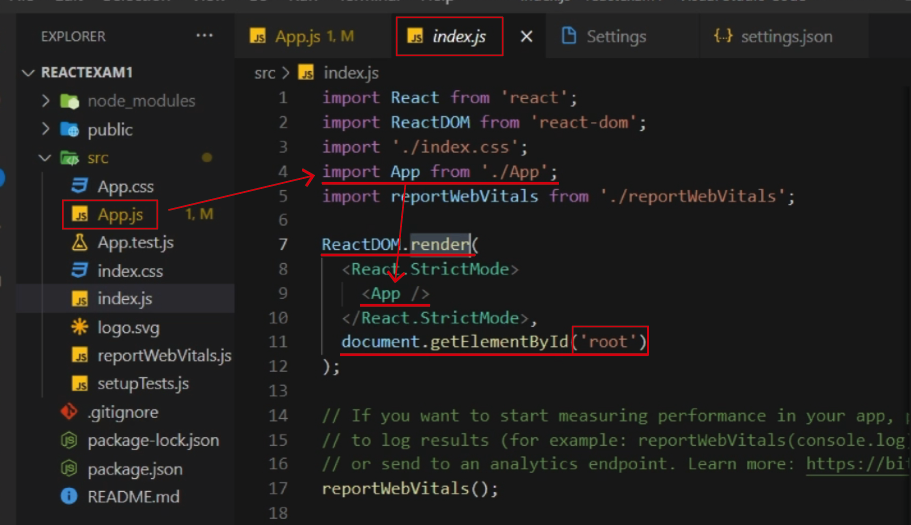 EXPLORER ...
App.js 1, M
index.js
Settings
settings.json
REACTEXAM1
src > index.js
node_modules
public
src
App.css
App.js 1, M
App.test.js
index.css
index.js
logo.svg
reportWebVitals.js
setupTests.js
.gitignore
package-lock.json
package.json
README.md
1 import React from 'react';
2 import ReactDOM from 'react-dom';
3 import './index.css';
4 import App from './App';
5 import reportWebVitals from './reportWebVitals';
6
7 ReactDOM.render(
8 <React.StrictMode>
9 <App />
10 </React.StrictMode>,
11 document.getElementById('root')
12 );
13
14 // If you want to start measuring performance in your app,
15 // to log results (for example: reportWebVitals(console.log
16 // or send to an analytics endpoint. Learn more: https://bi
17 reportWebVitals();
18